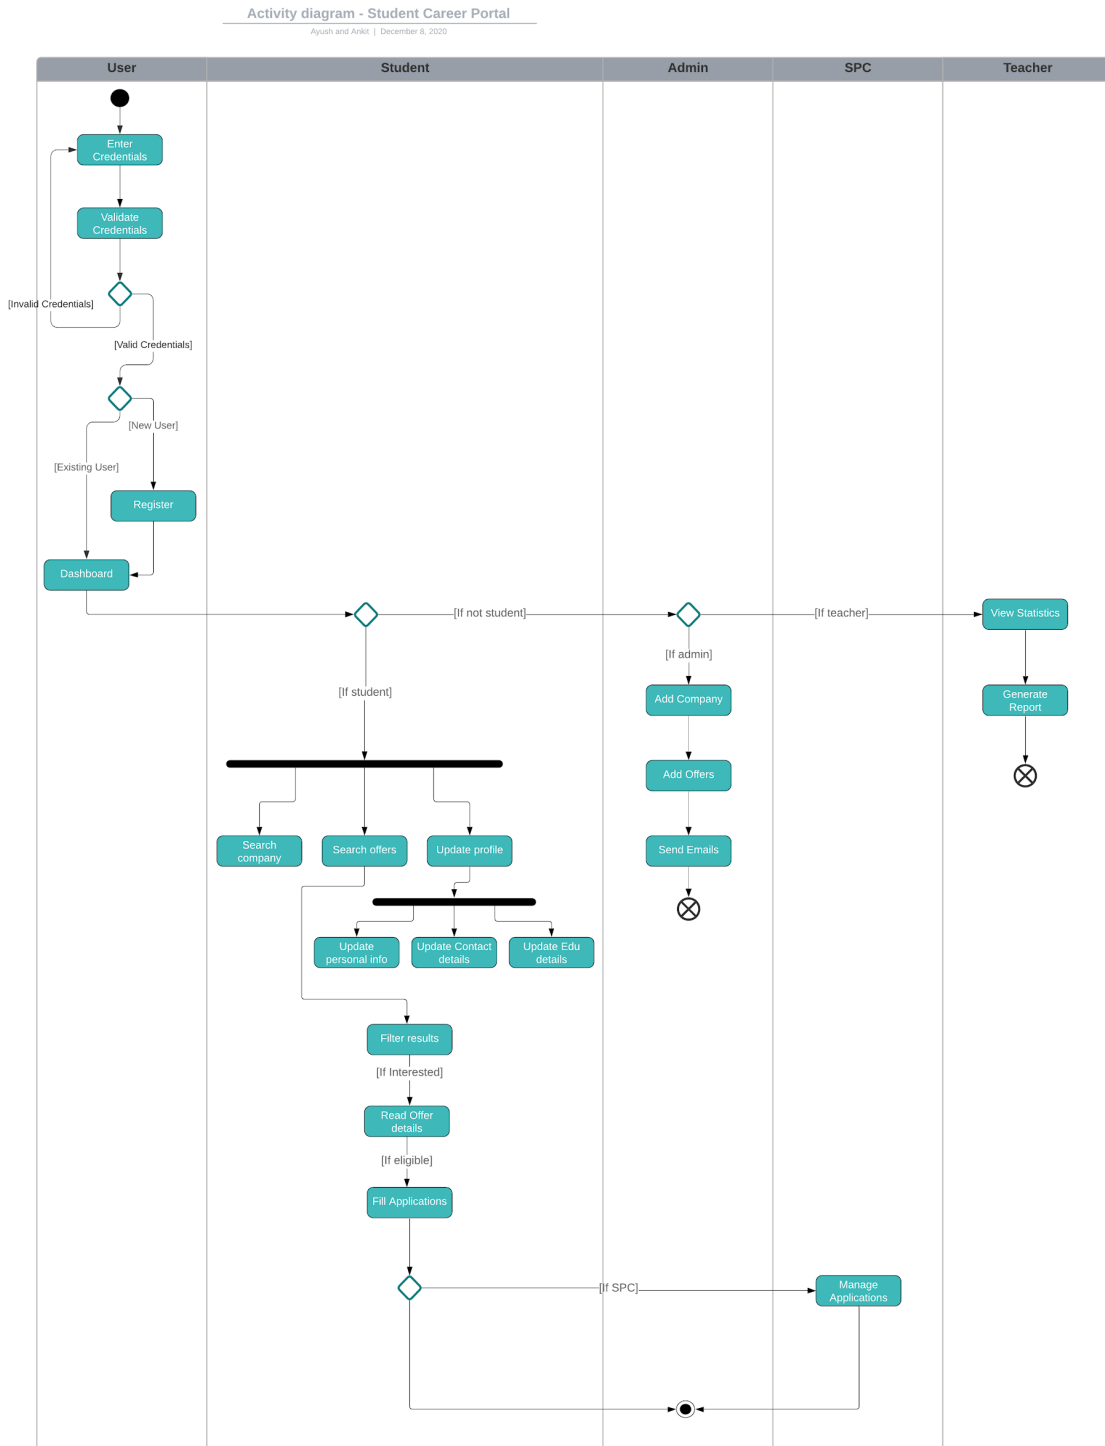 Activity diagram - Student Career Portal
Ayush and Ankit | December 8, 2020
User
Student
Admin
SPC
Teacher
Enter
Credentials
Validate
Credentials
[Invalid Credentials]
[Valid Credentials]
[New User]
[Existing User]
Register
Dashboard
[If not student]
[If teacher]
View Statistics
[If admin]
[If student]
Add Company
Generate
Report
Add Offers
Search
company
Search offers
Update profile
Send Emails
Update
personal info
Update Contact
details
Update Edu
details
Filter results
[If Interested]
Read Offer
details
[If eligible]
Fill Applications
[If SPC]
Manage
Applications